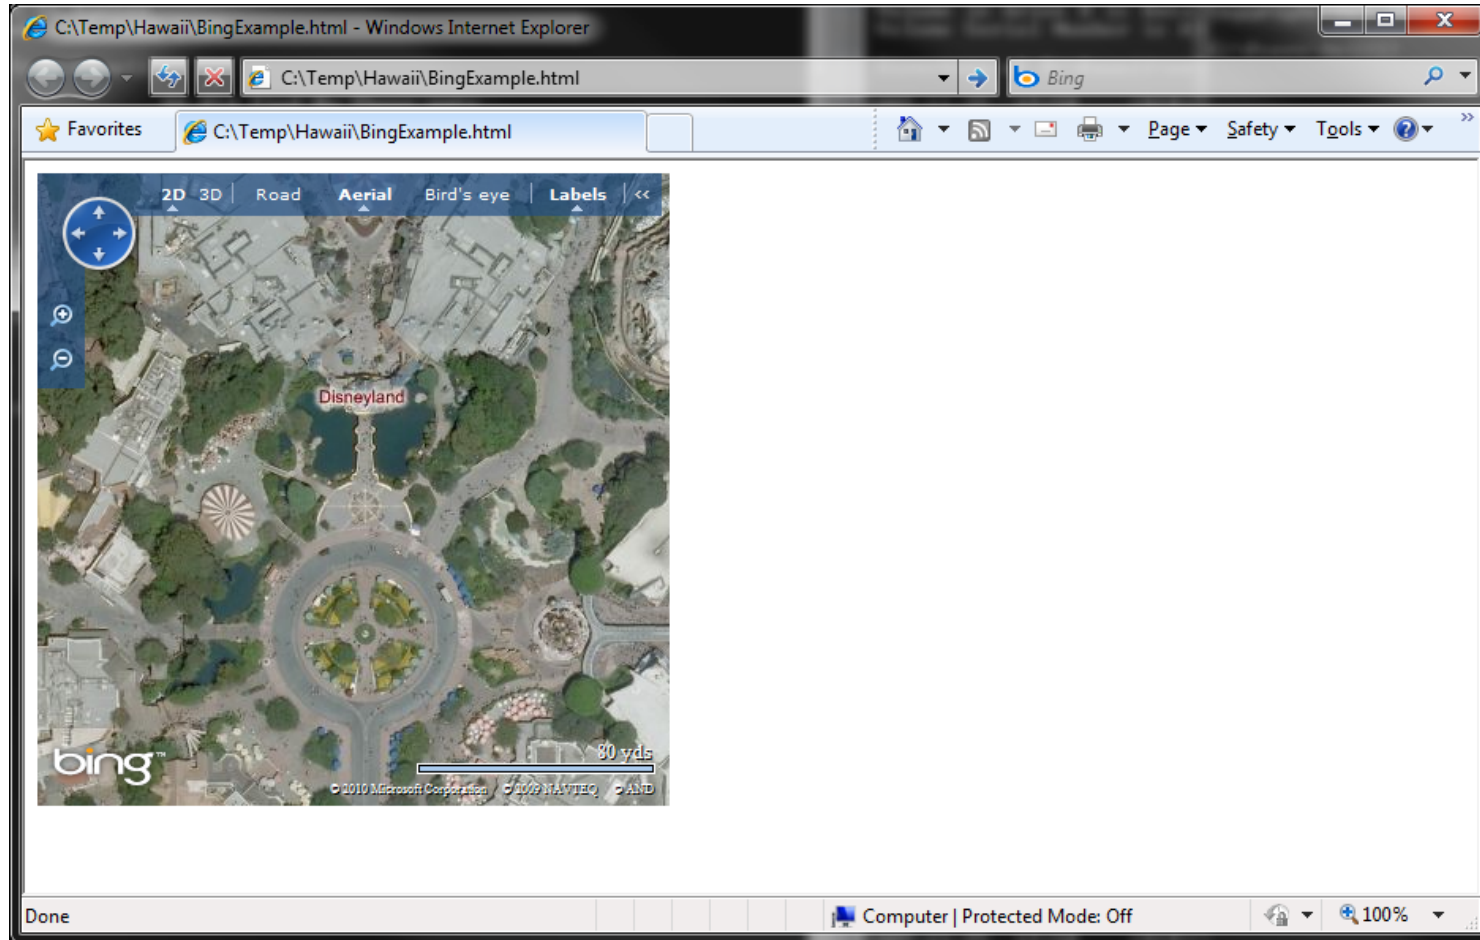 C:\Temp\Hawaii\BingExample.html - Windows Internet Explorer
C:\Temp\Hawaii\BingExample.html
Bing
Favorites
C:\Temp\Hawaii\BingExample.html
Page
Safety
Tools
»
2D 3D | Road Aerial Bird's eye | Labels | <<
Disneyland
80 yds
bing™
© 2010 Microsoft Corporation / © 2009 NAVTEQ © AND
Done
Computer | Protected Mode: Off
100%